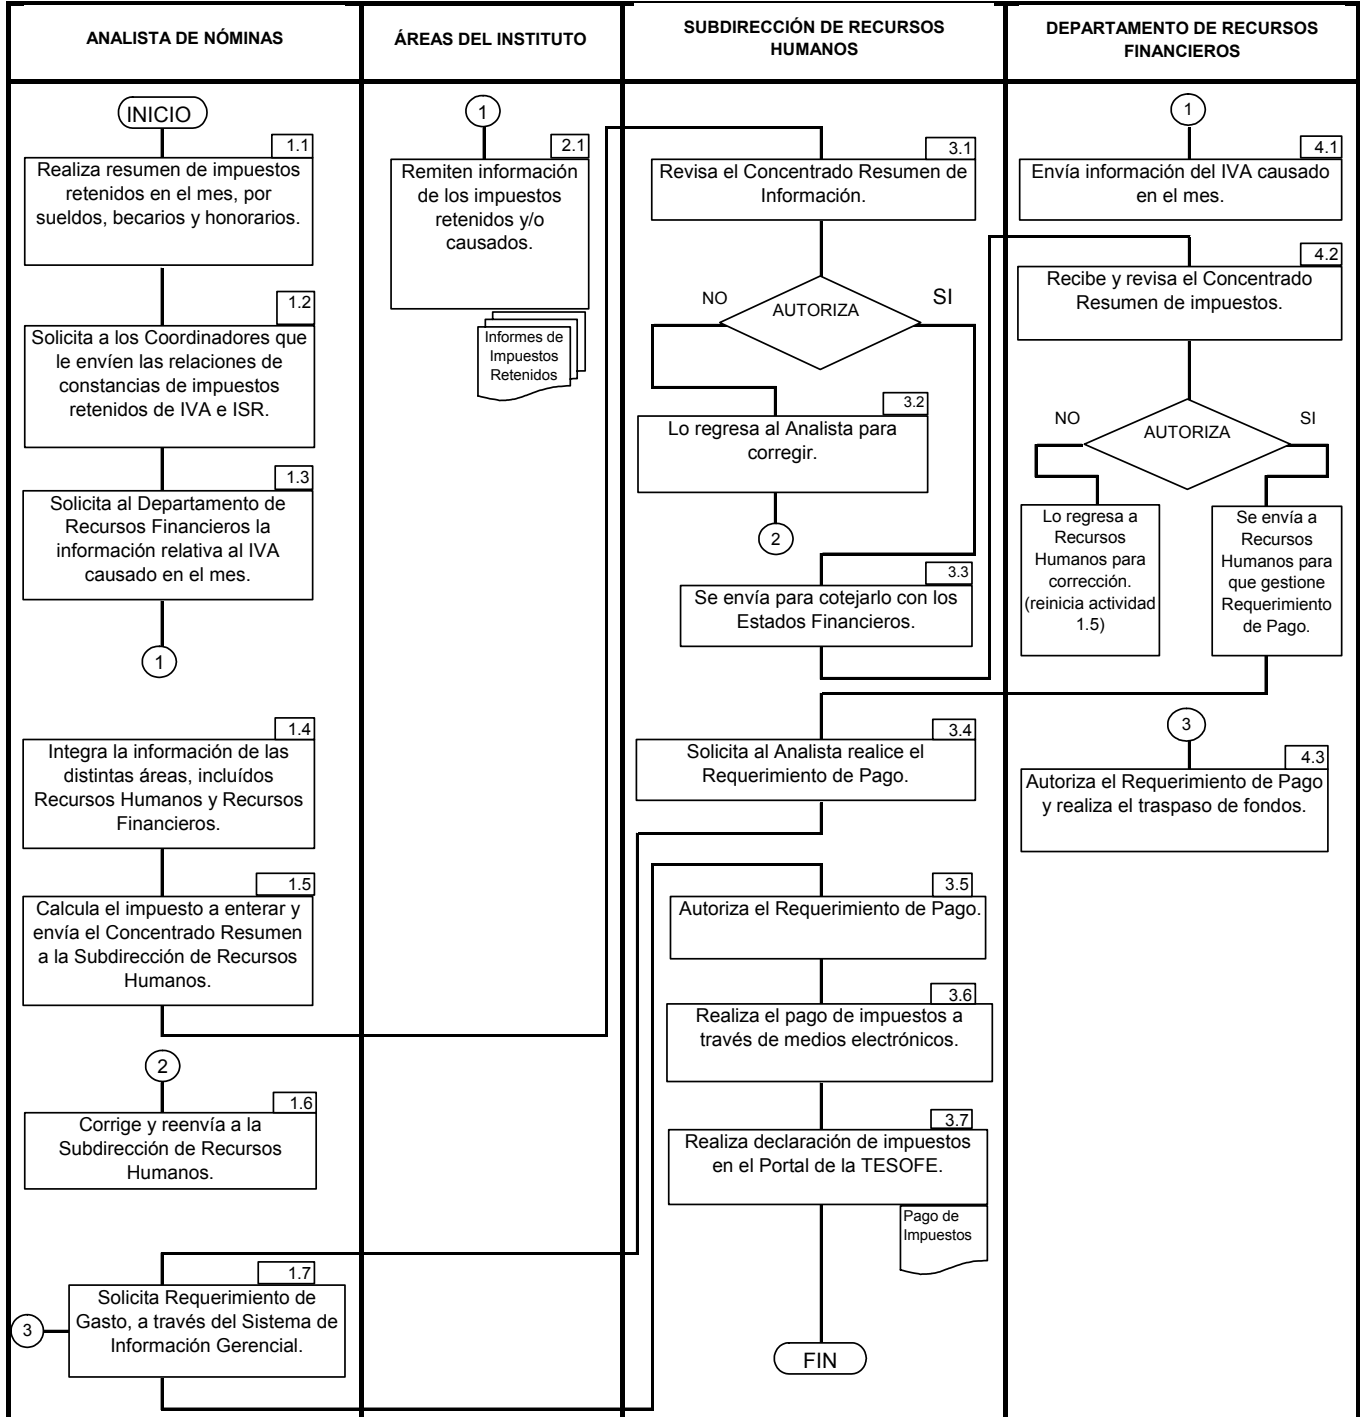 ANALISTA DE NÓMINAS
ÁREAS DEL INSTITUTO
SUBDIRECCIÓN DE RECURSOS
HUMANOS
DEPARTAMENTO DE RECURSOS
FINANCIEROS
INICIO
1.1
Realiza resumen de impuestos
retenidos en el mes, por
sueldos, becarios y honorarios.
1.2
Solicita a los Coordinadores que
le envíen las relaciones de
constancias de impuestos
retenidos de IVA e ISR.
1.3
Solicita al Departamento de
Recursos Financieros la
información relativa al IVA
causado en el mes.
1
1.4
Integra la información de las
distintas áreas, incluídos
Recursos Humanos y Recursos
Financieros.
1.5
Calcula el impuesto a enterar y
envía el Concentrado Resumen
a la Subdirección de Recursos
Humanos.
2
1.6
Corrige y reenvía a la
Subdirección de Recursos
Humanos.
1.7
Solicita Requerimiento de
Gasto, a través del Sistema de
Información Gerencial.
3
1
2.1
Remiten información
de los impuestos
retenidos y/o
causados.
Informes de
Impuestos
Retenidos
3.1
Revisa el Concentrado Resumen de
Información.
NO
AUTORIZA
SI
3.2
Lo regresa al Analista para
corregir.
2
3.3
Se envía para cotejarlo con los
Estados Financieros.
3.4
Solicita al Analista realice el
Requerimiento de Pago.
3.5
Autoriza el Requerimiento de Pago.
3.6
Realiza el pago de impuestos a
través de medios electrónicos.
3.7
Realiza declaración de impuestos
en el Portal de la TESOFE.
Pago de
Impuestos
FIN
1
4.1
Envía información del IVA causado
en el mes.
4.2
Recibe y revisa el Concentrado
Resumen de impuestos.
NO
AUTORIZA
SI
Lo regresa a
Recursos
Humanos para
corrección.
(reinicia actividad
1.5)
Se envía a
Recursos
Humanos para
que gestione
Requerimiento
de Pago.
3
4.3
Autoriza el Requerimiento de Pago
y realiza el traspaso de fondos.